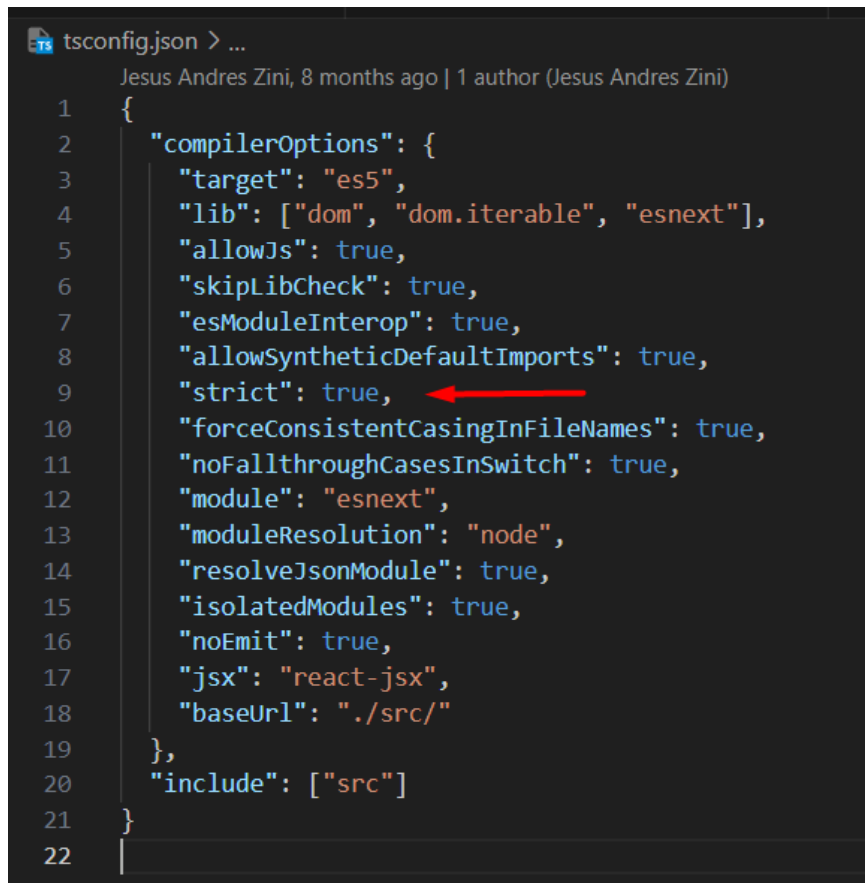 tsconfig.json > ...
Jesus Andres Zini, 8 months ago | 1 author (Jesus Andres Zini)
1 {
2 "compilerOptions": {
3 "target": "es5",
4 "lib": ["dom", "dom.iterable", "esnext"],
5 "allowJs": true,
6 "skipLibCheck": true,
7 "esModuleInterop": true,
8 "allowSyntheticDefaultImports": true,
9 "strict": true,
10 "forceConsistentCasingInFileNames": true,
11 "noFallthroughCasesInSwitch": true,
12 "module": "esnext",
13 "moduleResolution": "node",
14 "resolveJsonModule": true,
15 "isolatedModules": true,
16 "noEmit": true,
17 "jsx": "react-jsx",
18 "baseUrl": "./src/"
19 },
20 "include": ["src"]
21 }
22